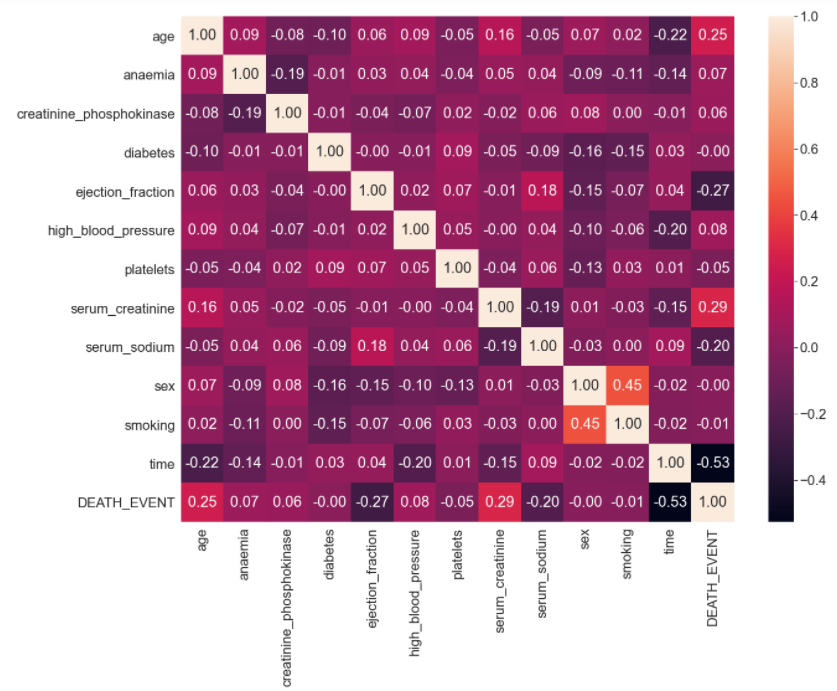 age 1.00 0.09 -0.08 -0.10 0.06 0.09 -0.05 0.16 -0.05 0.07 0.02 -0.22 0.25
anaemia 0.09 1.00 -0.19 -0.01 0.03 0.04 -0.04 0.05 0.04 -0.09 -0.11 -0.14 0.07
creatinine_phosphokinase -0.08 -0.19 1.00 -0.01 -0.04 -0.07 0.02 -0.02 0.06 0.08 0.00 -0.01 0.06
diabetes -0.10 -0.01 -0.01 1.00 -0.00 -0.01 0.09 -0.05 -0.09 -0.16 -0.15 0.03 -0.00
ejection_fraction 0.06 0.03 -0.04 -0.00 1.00 0.02 0.07 -0.01 0.18 -0.15 -0.07 0.04 -0.27
high_blood_pressure 0.09 0.04 -0.07 -0.01 0.02 1.00 0.05 -0.00 0.04 -0.10 -0.06 -0.20 0.08
platelets -0.05 -0.04 0.02 0.09 0.07 0.05 1.00 -0.04 0.06 -0.13 0.03 0.01 -0.05
serum_creatinine 0.16 0.05 -0.02 -0.05 -0.01 -0.00 -0.04 1.00 -0.19 0.01 -0.03 -0.15 0.29
serum_sodium -0.05 0.04 0.06 -0.09 0.18 0.04 0.06 -0.19 1.00 -0.03 0.00 0.09 -0.20
sex 0.07 -0.09 0.08 -0.16 -0.15 -0.10 -0.13 0.01 -0.03 1.00 0.45 -0.02 -0.00
smoking 0.02 -0.11 0.00 -0.15 -0.07 -0.06 0.03 -0.03 0.00 0.45 1.00 -0.02 -0.01
time -0.22 -0.14 -0.01 0.03 0.04 -0.20 0.01 -0.15 0.09 -0.02 -0.02 1.00 -0.53
DEATH_EVENT 0.25 0.07 0.06 -0.00 -0.27 0.08 -0.05 0.29 -0.20 -0.00 -0.01 -0.53 1.00
age
anaemia
creatinine_phosphokinase
diabetes
ejection_fraction
high_blood_pressure
platelets
serum_creatinine
serum_sodium
sex
smoking
time
DEATH_EVENT
1.0
0.8
0.6
0.4
0.2
0.0
−0.2
−0.4